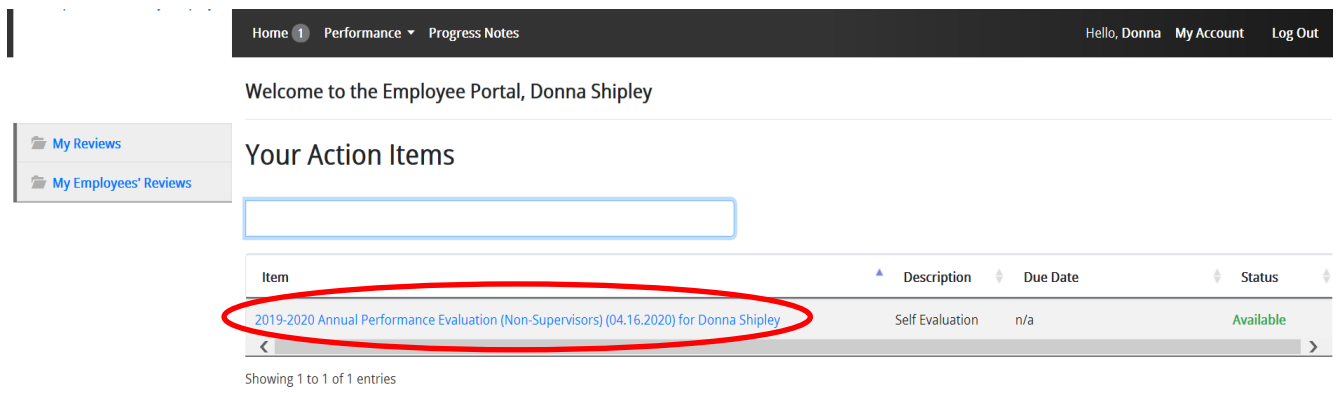 Home 1 Performance Progress Notes Hello, Donna My Account Log Out
Welcome to the Employee Portal, Donna Shipley
My Reviews
My Employees' Reviews
Your Action Items
Item Description Due Date Status
2019-2020 Annual Performance Evaluation (Non-Supervisors) (04.16.2020) for Donna Shipley Self Evaluation n/a Available
Showing 1 to 1 of 1 entries